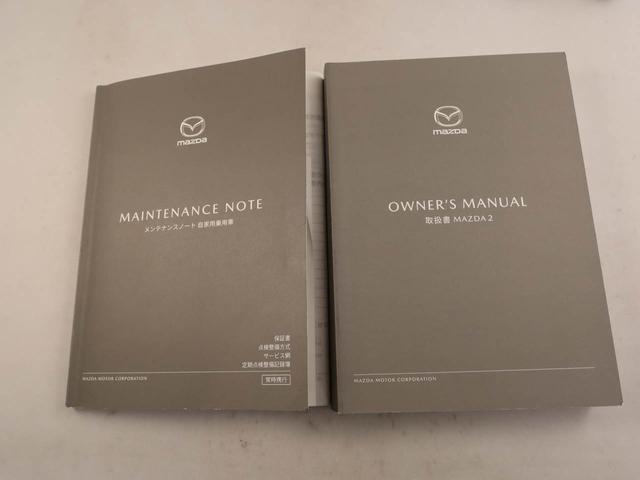 mazda
MAINTENANCE NOTE
メンテナンスノート 自家用乗用車
保証書
点検整備方式
サービス網
定期点検整備記録簿
MAZDA MOTOR CORPORATION
常時携行
mazda
OWNER'S MANUAL
取扱書 MAZDA 2
MAZDA MOTOR CORPORATION